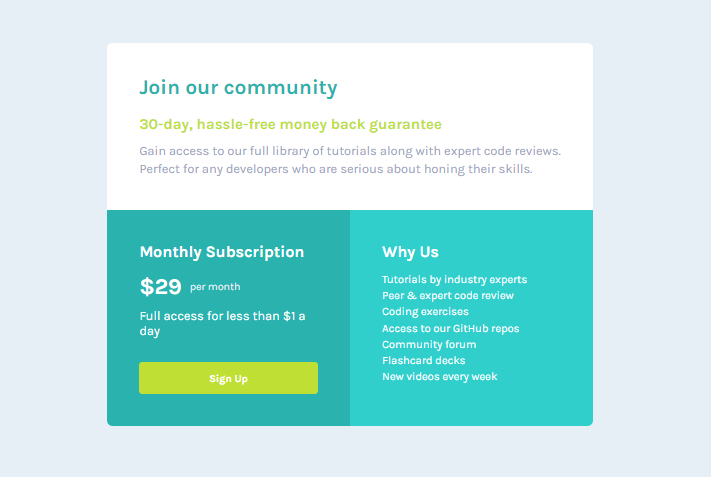 Join our community
30-day, hassle-free money back guarantee
Gain access to our full library of tutorials along with expert code reviews.
Perfect for any developers who are serious about honing their skills.
Monthly Subscription
$29 per month
Full access for less than $1 a
day
Sign Up
Why Us
Tutorials by industry experts
Peer & expert code review
Coding exercises
Access to our GitHub repos
Community forum
Flashcard decks
New videos every week